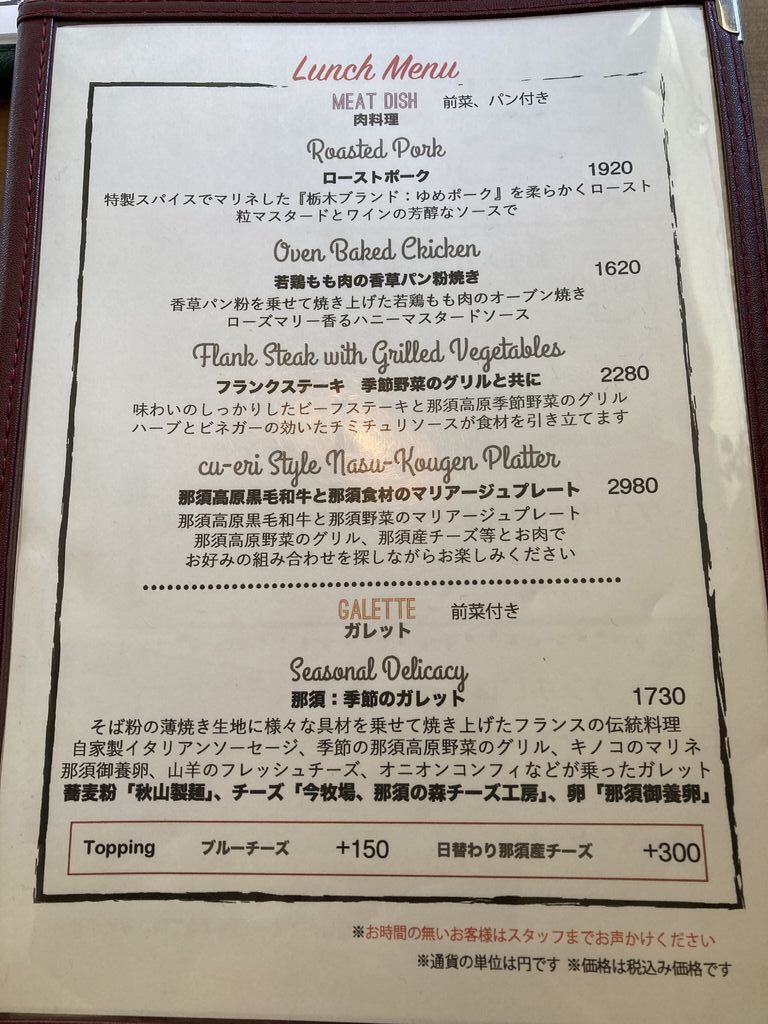 Lunch Menu
MEAT DISH 前菜、パン付き
肉料理
Roasted Pork
ローストポーク 1920
特製スパイスでマリネした『栃木ブランド：ゆめポーク』を柔らかくロースト
粒マスタードとワインの芳醇なソースで
Oven Baked Chicken
若鶏もも肉の香草パン粉焼き 1620
香草パン粉を乗せて焼き上げた若鶏もも肉のオーブン焼き
ローズマリー香るハニーマスタードソース
Flank Steak with Grilled Vegetables
フランクステーキ 季節野菜のグリルと共に 2280
味わいのしっかりしたビーフステーキと那須高原季節野菜のグリル
ハーブとビネガーの効いたチミチュリソースが食材を引き立てます
cu-eri Style Nasu-Kougen Platter
那須高原黒毛和牛と那須食材のマリアージュプレート 2980
那須高原黒毛和牛と那須野菜のマリアージュプレート
那須高原野菜のグリル、那須産チーズ等とお肉で
お好みの組み合わせを探しながらお楽しみください
GALETTE 前菜付き
ガレット
Seasonal Delicacy
那須：季節のガレット 1730
そば粉の薄焼き生地に様々な具材を乗せて焼き上げたフランスの伝統料理
自家製イタリアンソーセージ、季節の那須高原野菜のグリル、キノコのマリネ
那須御養卵、山羊のフレッシュチーズ、オニオンコンフィなどが乗ったガレット
蕎麦粉「秋山製麺」、チーズ「今牧場、那須の森チーズ工房」、卵「那須御養卵」
Topping ブルーチーズ +150 日替わり那須産チーズ +300
※お時間の無いお客様はスタッフまでお声かけください
※通貨の単位は円です ※価格は税込み価格です